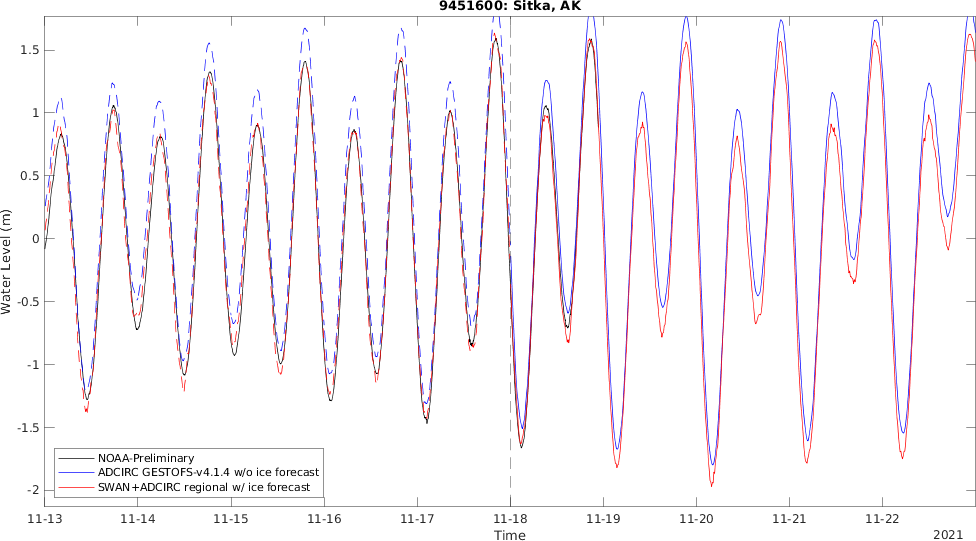 9451600: Sitka, AK
1.5
1
0.5
0
-0.5
-1
-1.5
-2
Water Level (m)
NOAA-Preliminary
ADCIRC GESTOFS-v4.1.4 w/o ice forecast
SWAN+ADCIRC regional w/ ice forecast
11-13 11-14 11-15 11-16 11-17 11-18 11-19 11-20 11-21 11-22
Time
2021